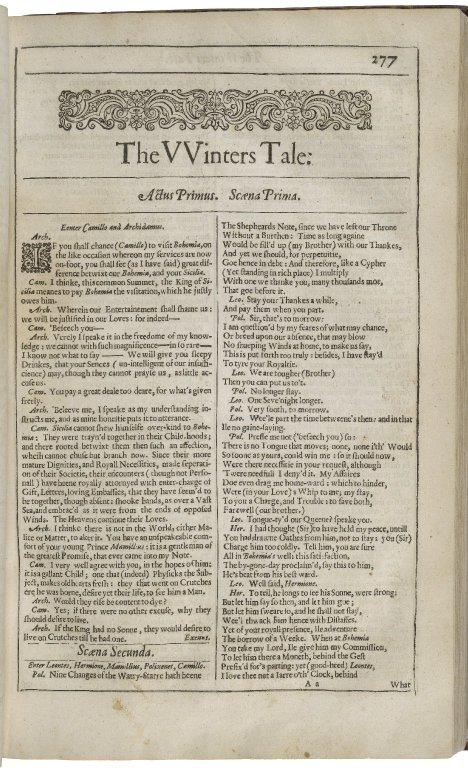 277
The VVinters Tale:
Actus Primus. Scæna Prima.
Enter Camillo and Archidamus.
Arch.
IF you shall chance (Camillo) to visit Bohemia, on
the like occasion whereon my seruices are now
on-foot, you shall see (as I haue said) great dif-
ference betwixt our Bohemia, and your Sicilia.
Cam. I thinke, this comming Summer, the King of Si-
cilia meanes to pay Bohemia the Visitation, which hee iustly
owes him.
Arch. Wherein our Entertainment shall shame vs:
we will be iustified in our Loues: for indeed---
Cam. 'Beseech you---
Arch. Verely I speake it in the freedome of my know-
ledge: we cannot with such magnificence---in so rare---
I know not what to say--- Wee will giue you sleepy
Drinkes, that your Sences (vn-intelligent of our insuffi-
cience) may, though they cannot prayse vs, as little ac-
cuse vs.
Cam. You pay a great deale too deare, for what's giuen
freely.
Arch. 'Beleeue me, I speake as my vnderstanding in-
structs me, and as mine honestie puts it to vtterance.
Cam. Sicilia cannot shew himselfe ouer-kind to Bohe-
mia: They were trayn'd together in their Childhoods;
and there rooted betwixt them then such an affection,
which cannot chuse but braunch now. Since their more
mature Dignities, and Royall Necessities, made seperati-
on of their Societie, their Encounters (though not Perso-
nall) hath been Royally attornyed with enter-change of
Gifts, Letters, louing Embassies, that they haue seem'd to
be together, though absent: shooke hands, as ouer a Vast;
and embrac'd as it were from the ends of opposed
Winds. The Heauens continue their Loues.
Arch. I thinke there is not in the World, either Ma-
lice or Matter, to alter it. You haue an vnspeakable com-
fort of your young Prince Mamillius: it is a Gentleman of
the greatest Promise, that euer came into my Note.
Cam. I very well agree with you, in the hopes of him:
it is a gallant Child; one, that (indeed) Physicks the Sub-
iect, makes old hearts fresh: they that went on Crutches
ere he was borne, desire yet their life, to see him a Man.
Arch. Would they else be content to die?
Cam. Yes; if there were no other excuse, why they
should desire to liue.
Arch. If the King had no Sonne, they would desire to
liue on Crutches till he had one. Exeunt.
Scæna Secunda.
Enter Leontes, Hermione, Mamillius, Polixenes, Camillo.
Pol. Nine Changes of the Watry-Starre hath been
The Shepheards Note, since we haue left our Throne
Without a Burthen: Time as long againe
Would be fill'd vp (my Brother) with our Thanks,
And yet we should, for perpetuitie,
Goe hence in debt: And therefore, like a Cypher
(Yet standing in rich place) I multiply
With one we thanke you, many thousands moe,
That goe before it.
Leo. Stay your Thanks a while,
And pay them when you part.
Pol. Sir, that's to morrow:
I am question'd by my feares, of what may chance,
Or breed vpon our absence, that may blow
No sneaping Winds at home, to make vs say,
This is put forth too truly: besides, I haue stay'd
To tyre your Royaltie.
Leo. We are tougher (Brother)
Then you can put vs to't.
Pol. No longer stay.
Leo. One Seue'night longer.
Pol. Very sooth, to morrow.
Leo. Wee'le part the time betweene's then: and in that
Ile no gaine-saying.
Pol. Presse me not ('beseech you) so:
There is no Tongue that moues; none, none i'th' World
So soone as yours, could win me: so it should now,
Were there necessitie in your request, although
'Twere needfull I deny'd it. My Affaires
Doe euen drag me home-ward: which to hinder,
Were (in your Loue) a Whip to me; my stay,
To you a Charge, and Trouble: to saue both,
Farewell (our Brother.)
Leo. Tongue-ty'd our Queene? speake you.
Her. I had thought (Sir) to haue held my peace, vntill
You had drawne Oathes from him, not to stay: you (Sir)
Charge him too coldly. Tell him, you are sure
All in Bohemia's well: this satisfaction,
The by-gone-day proclaym'd, say this to him,
He's beat from his best ward.
Leo. Well said, Hermione.
Her. To tell, he longs to see his Sonne, were strong:
But let him say so then, and let him goe;
But let him sweare so, and he shall not stay,
Wee'l thwack him hence with Distaffes.
Yet of your Royall presence, Ile aduenture
The borrow of a Weeke. When at Bohemia
You take my Lord, Ile giue him my Commission,
To let him there a Moneth, behind the Gest
Prefix'd for's parting: yet (good-heed) Leontes,
I loue thee not a Iarre o'th' Clock, behind
A a
What